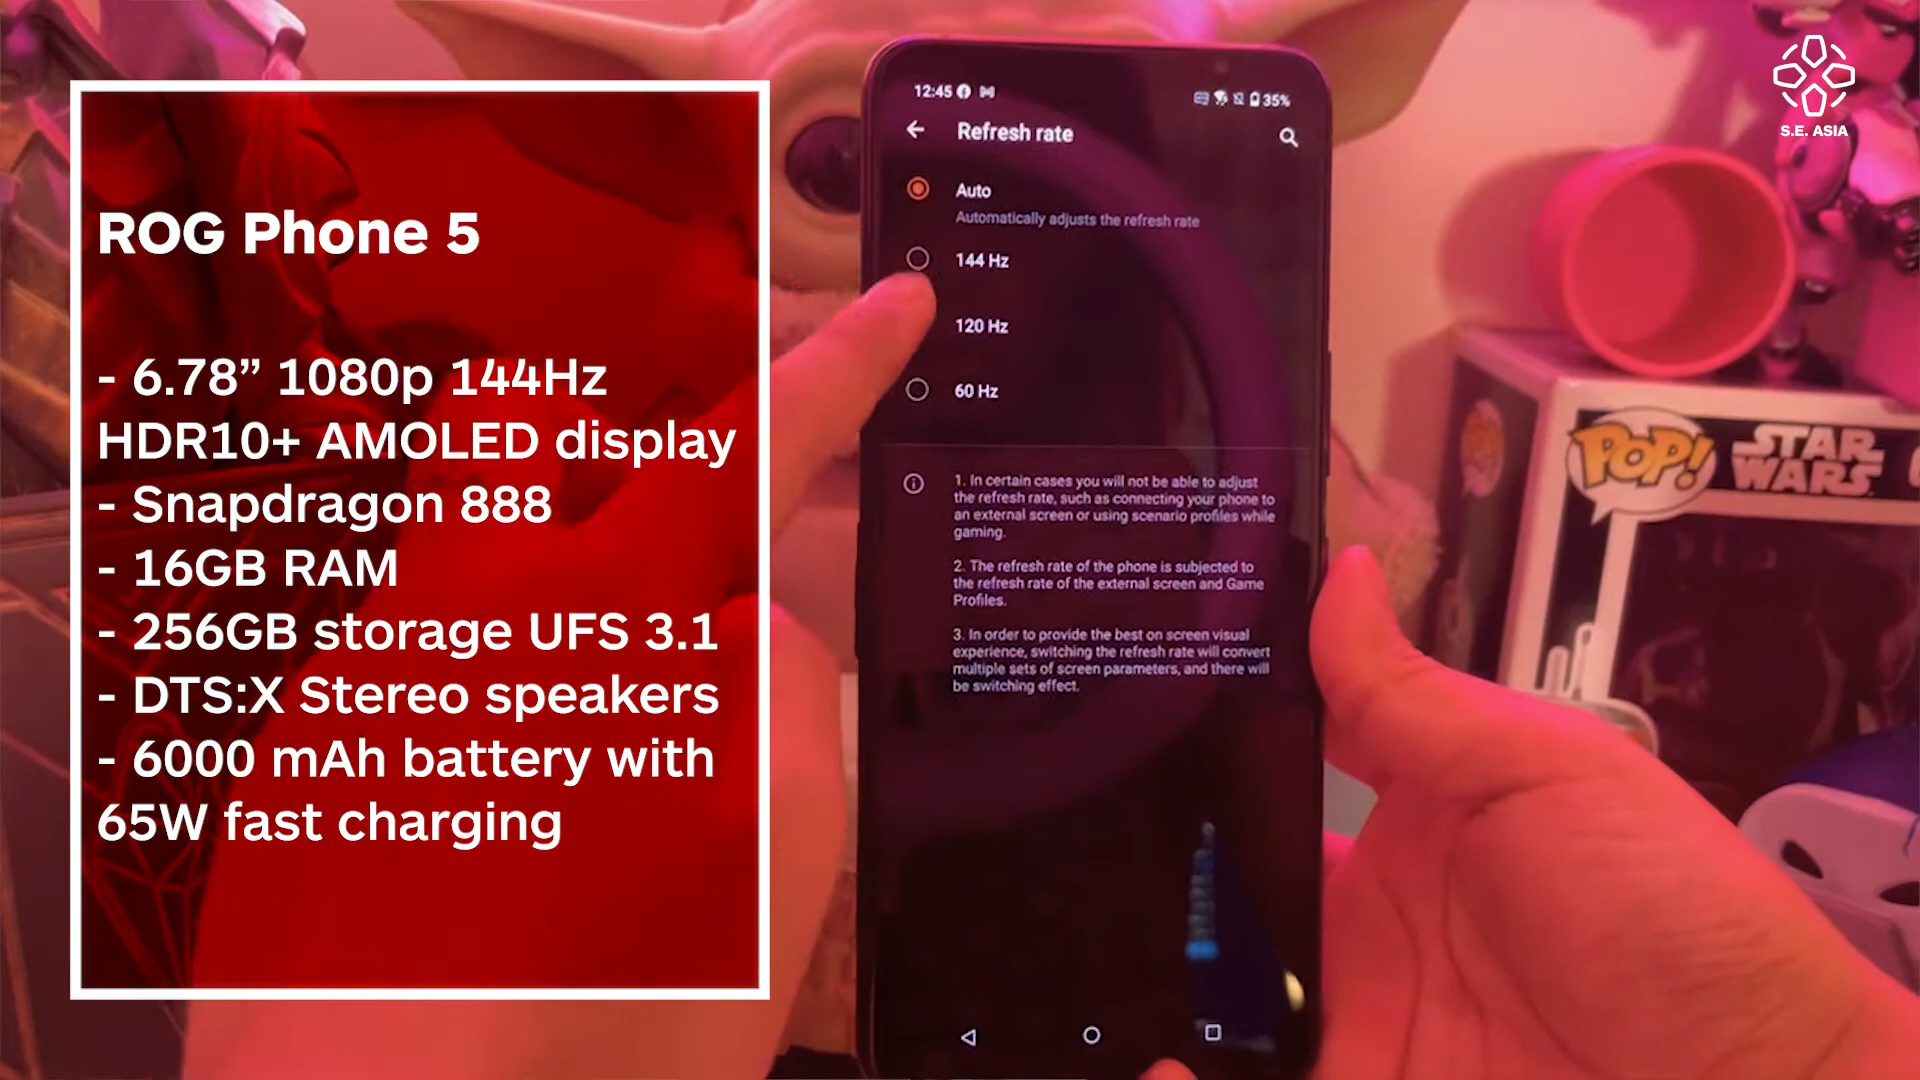 ROG Phone 5
- 6.78” 1080p 144Hz
HDR10+ AMOLED display
- Snapdragon 888
- 16GB RAM
- 256GB storage UFS 3.1
- DTS:X Stereo speakers
- 6000 mAh battery with
65W fast charging
12:45
35%
Refresh rate
Auto
Automatically adjusts the refresh rate
144 Hz
120 Hz
60 Hz
1. In certain cases you will not be able to adjust
the refresh rate, such as connecting your phone to
an external screen or using scenario profiles while
gaming.
2. The refresh rate of the phone is subjected to
the refresh rate of the external screen and Game
Profiles.
3. In order to provide the best on screen visual
experience, switching the refresh rate will convert
multiple sets of screen parameters, and there will
be switching effect.
S.E. ASIA
POP!
STAR
WARS